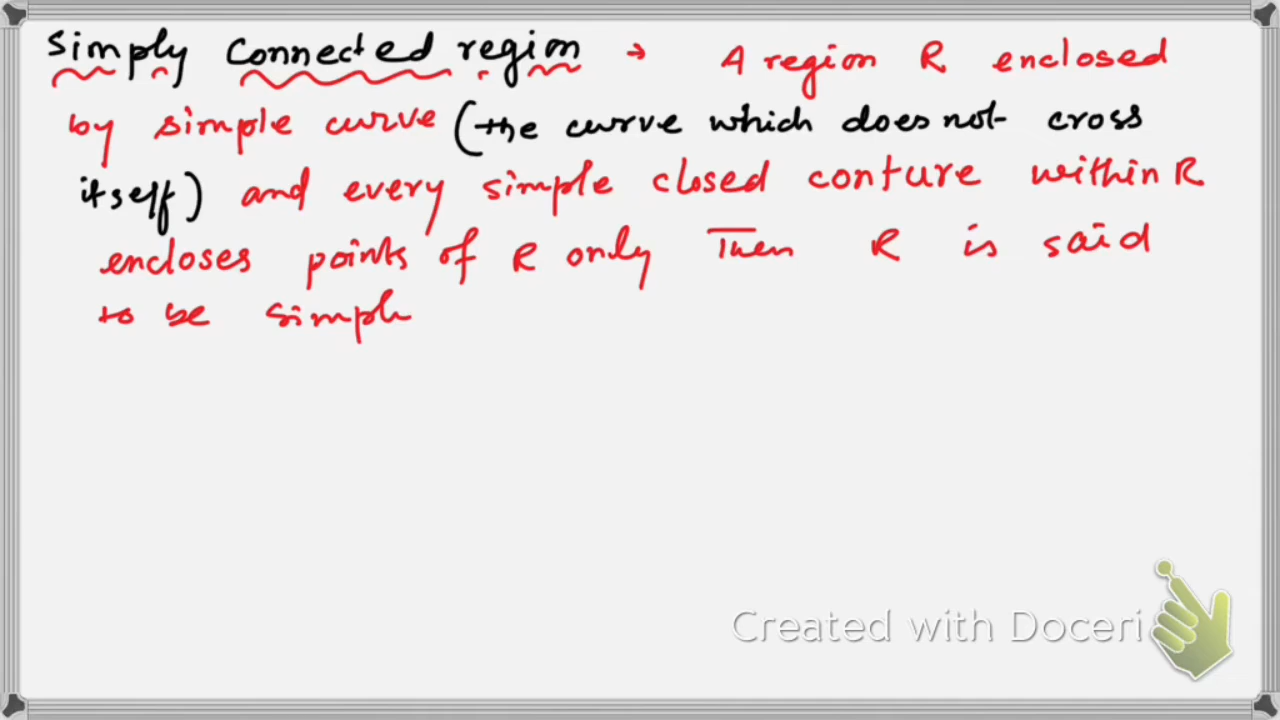 Simply Connected region → A region R enclosed
by simple curve (the curve which does not cross
itself) and every simple closed conture within R
encloses points of R only Then R is said
to be simple
Created with Doceri